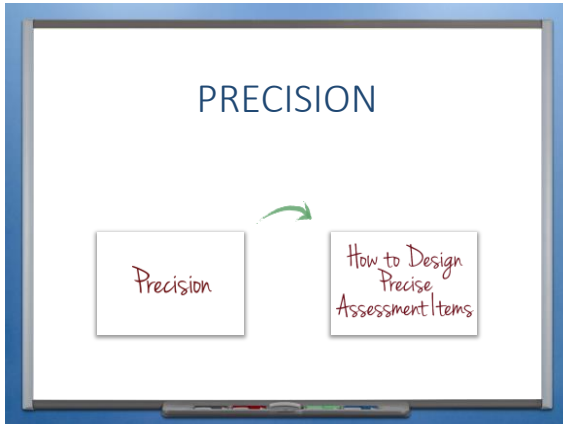 PRECISION
Precision
How to Design
Precise
Assessment Items